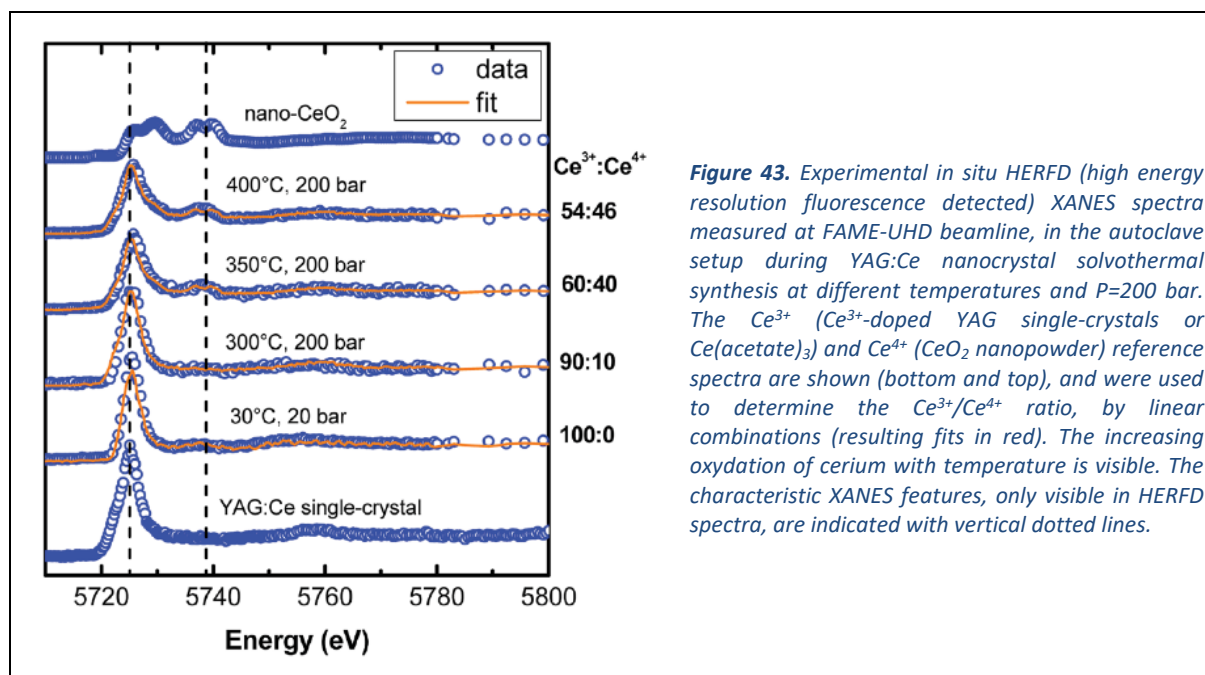 data
fit
nano-CeO2
Ce3+:Ce4+
400°C, 200 bar
54:46
350°C, 200 bar
60:40
300°C, 200 bar
90:10
30°C, 20 bar
100:0
YAG:Ce single-crystal
5720 5740 5760 5780 5800
Energy (eV)
Figure 43. Experimental in situ HERFD (high energy
resolution fluorescence detected) XANES spectra
measured at FAME-UHD beamline, in the autoclave
setup during YAG:Ce nanocrystal solvothermal
synthesis at different temperatures and P=200 bar.
The Ce3+ (Ce3+-doped YAG single-crystals or
Ce(acetate)3) and Ce4+ (CeO2 nanopowder) reference
spectra are shown (bottom and top), and were used
to determine the Ce3+/Ce4+ ratio, by linear
combinations (resulting fits in red). The increasing
oxydation of cerium with temperature is visible. The
characteristic XANES features, only visible in HERFD
spectra, are indicated with vertical dotted lines.